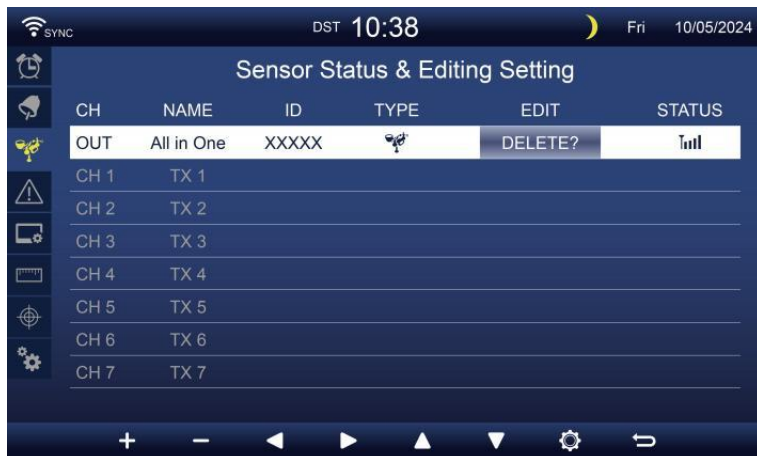 SYNC DST 10:38 Fri 10/05/2024
Sensor Status & Editing Setting
CH NAME ID TYPE EDIT STATUS
OUT All in One XXXXX DELETE?
CH 1 TX 1
CH 2 TX 2
CH 3 TX 3
CH 4 TX 4
CH 5 TX 5
CH 6 TX 6
CH 7 TX 7